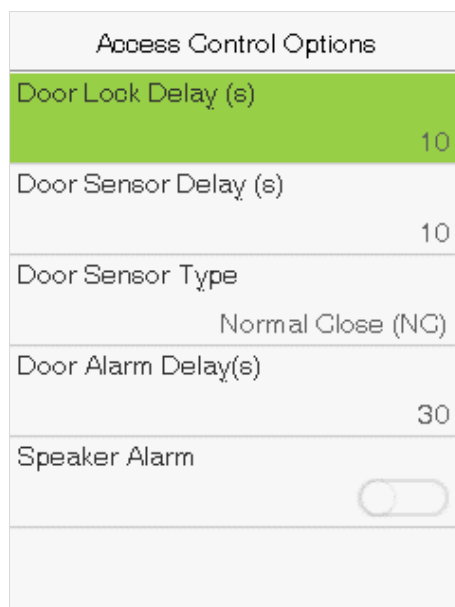 Access Control Options
Door Lock Delay (s)
10
Door Sensor Delay (s)
10
Door Sensor Type
Normal Close (NC)
Door Alarm Delay(s)
30
Speaker Alarm